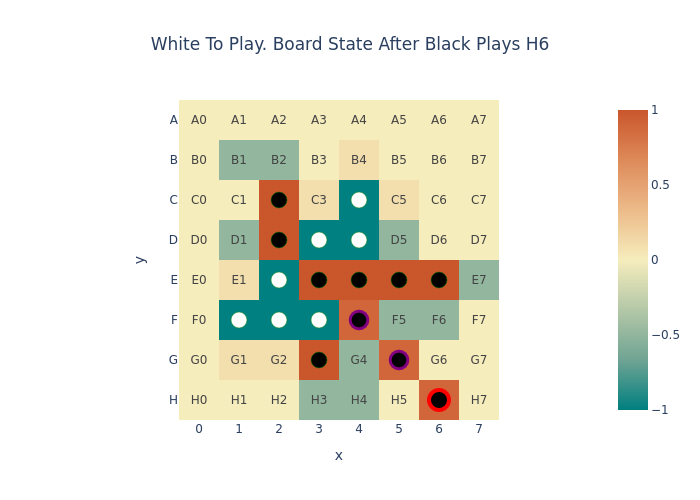 White To Play. Board State After Black Plays H6
A A0 A1 A2 A3 A4 A5 A6 A7
B B0 B1 B2 B3 B4 B5 B6 B7
C C0 C1 C3 C5 C6 C7
D D0 D1 D5 D6 D7
E E0 E1 E7
F F0 F5 F6 F7
G G0 G1 G2 G4 G6 G7
H H0 H1 H2 H3 H4 H5 H7
0 1 2 3 4 5 6 7
x
y
1
0.5
0
−0.5
−1